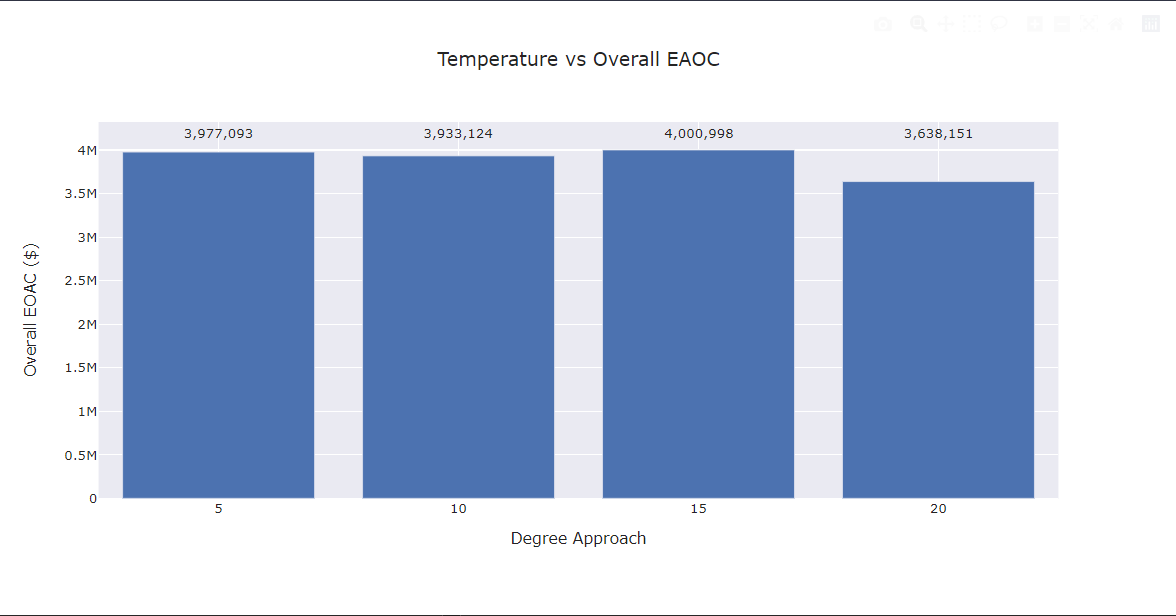 Temperature vs Overall EAOC
3,977,093
3,933,124
4,000,998
3,638,151
4M
3.5M
3M
2.5M
2M
1.5M
1M
0.5M
0
Overall EOAC ($)
5
10
15
20
Degree Approach